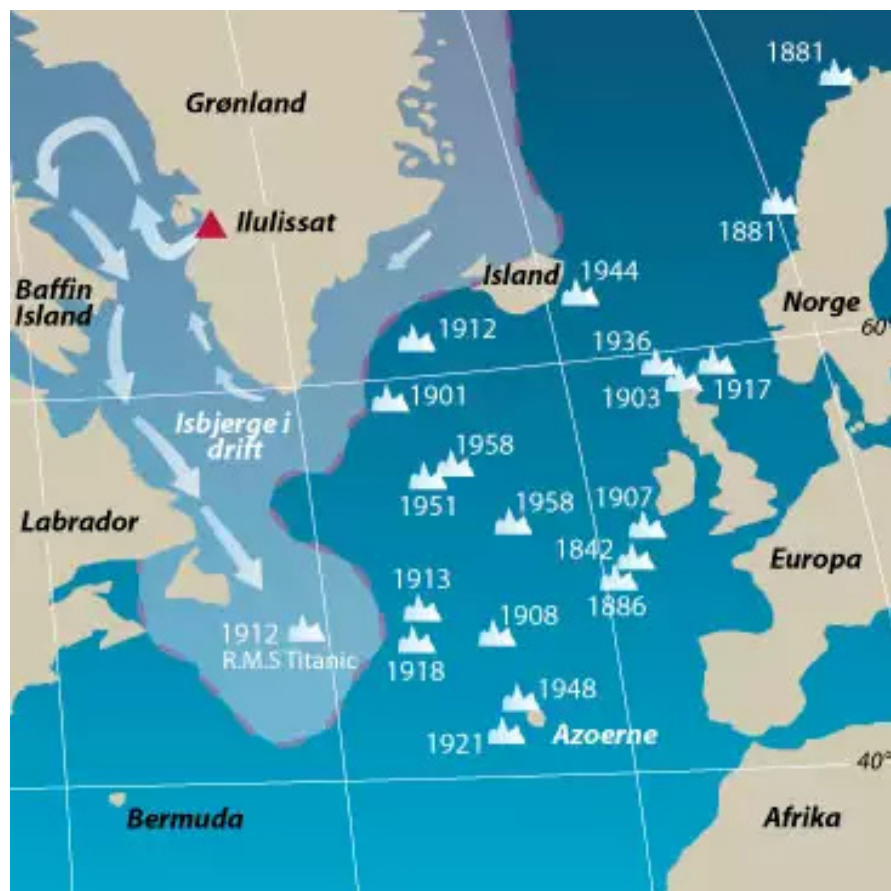 1881
Grønland
1881
Ilulissat
Island
1944
Baffin
Island
Norge
60°
1912
1936
1903
1917
1901
Isbjerge i
drift
1958
1951
1958
1907
Labrador
1842
Europa
1886
1913
1908
1912
R.M.S Titanic
1918
1948
1921
Azoerne
40°
Bermuda
Afrika